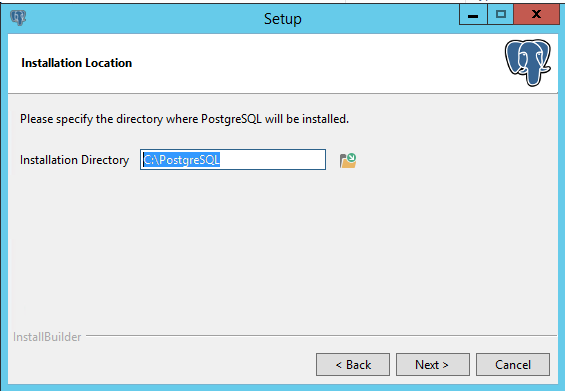 Setup
Installation Location
Please specify the directory where PostgreSQL will be installed.
Installation Directory C:\PostgreSQL
InstallBuilder
< Back Next > Cancel